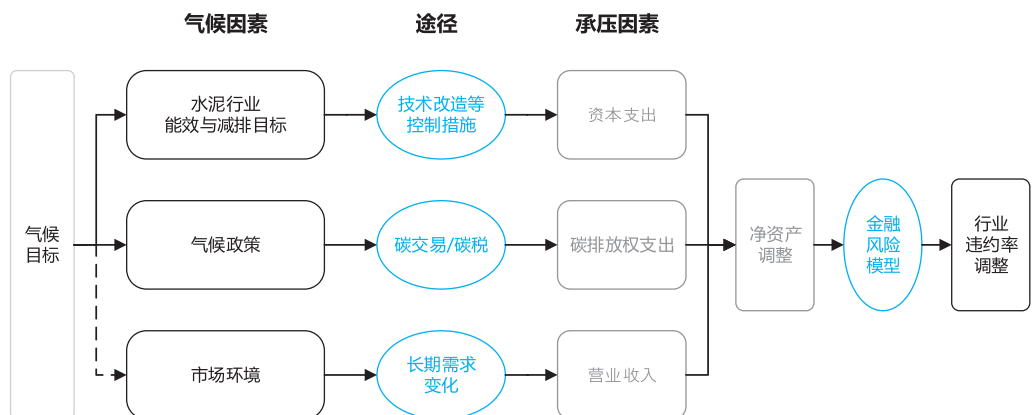 气候因素
途径
承压因素
气候
目标
水泥行业
能效与减排目标
技术改造等
控制措施
资本支出
气候政策
碳交易/碳税
碳排放权支出
市场环境
长期需求
变化
营业收入
净资产
调整
金融
风险
模型
行业
违约率
调整